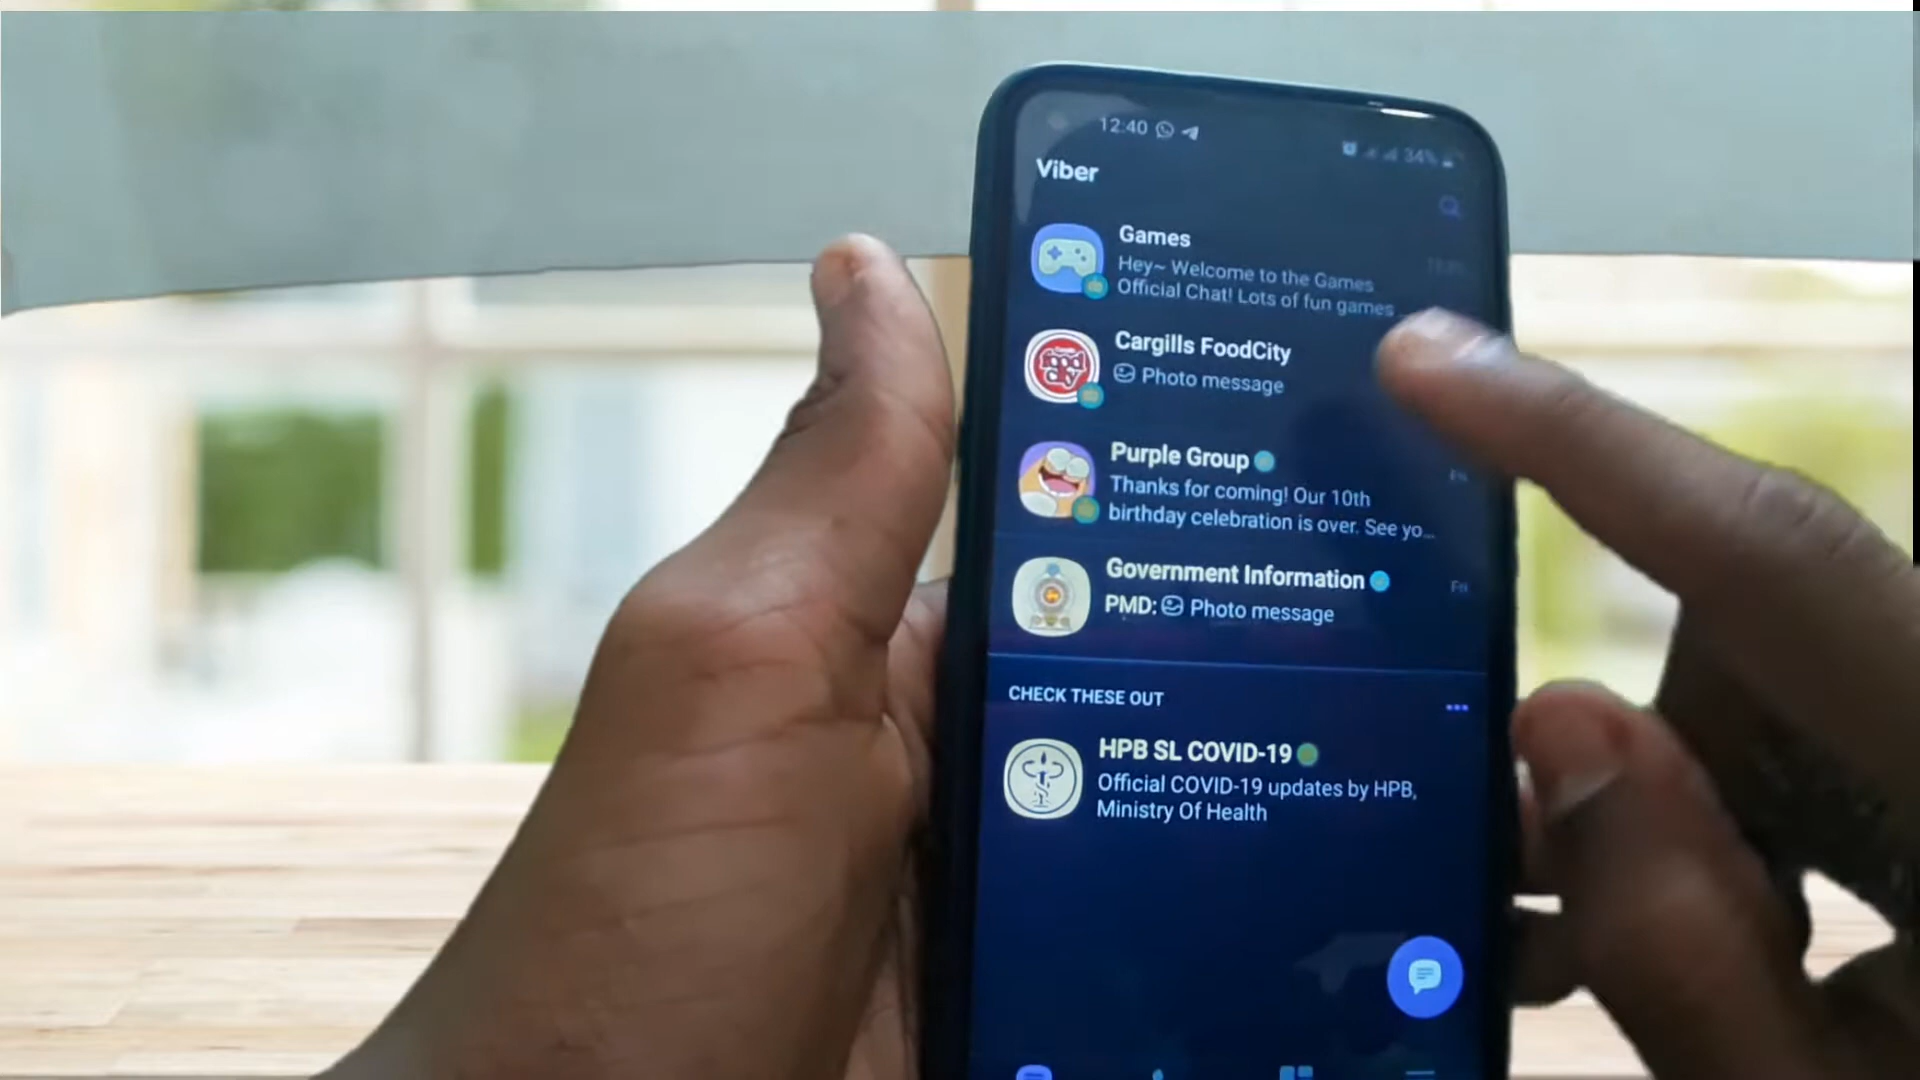 12:40
34%
Viber
Games
Hey~ Welcome to the Games
Official Chat! Lots of fun games ...
Cargills FoodCity
Photo message
Purple Group
Fri
Thanks for coming! Our 10th
birthday celebration is over. See yo...
Government Information
Fri
PMD: Photo message
CHECK THESE OUT
HPB SL COVID-19
Official COVID-19 updates by HPB,
Ministry Of Health